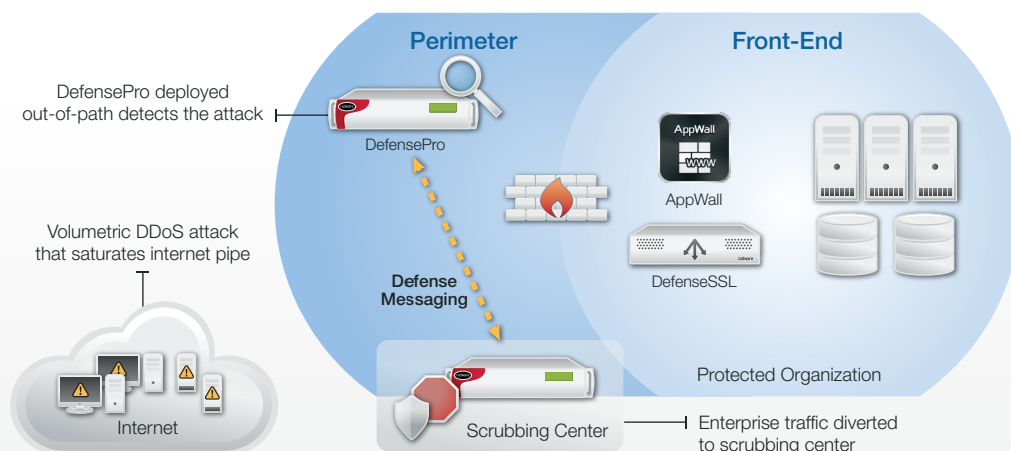 Perimeter
Front-End
DefensePro deployed
out-of-path detects the attack
DefensePro
AppWall
WWW
AppWall
DefenseSSL
Volumetric DDoS attack
that saturates internet pipe
Defense
Messaging
Internet
Scrubbing Center
Protected Organization
Enterprise traffic diverted
to scrubbing center